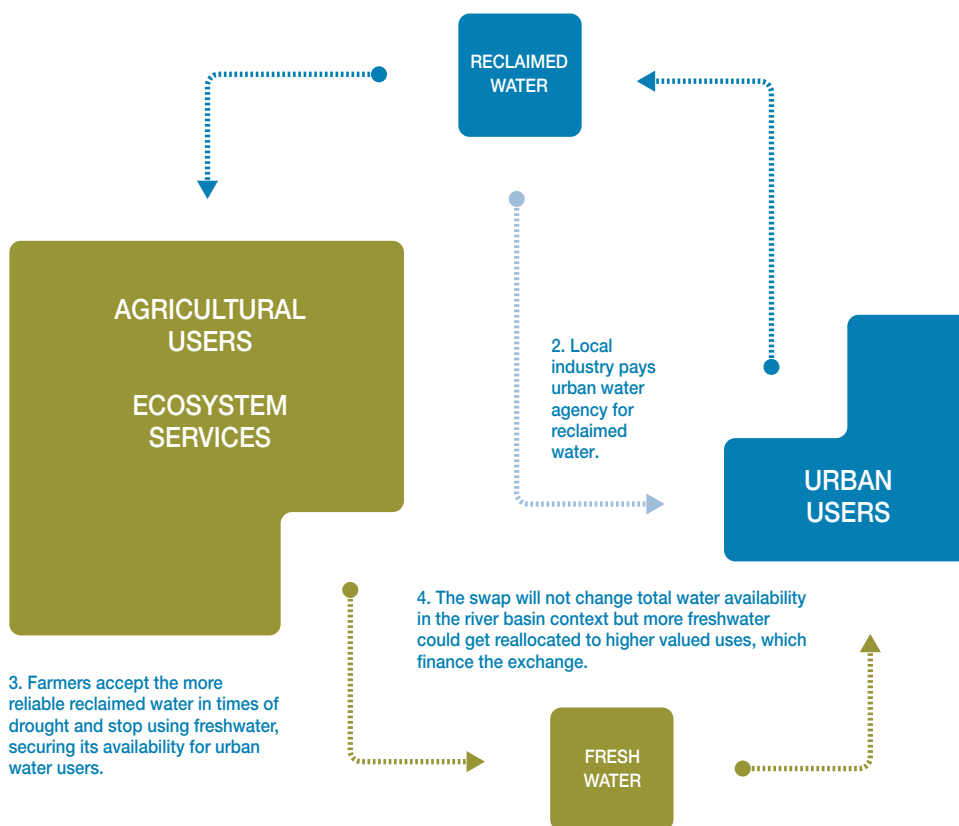 RECLAIMED
WATER
AGRICULTURAL
USERS
ECOSYSTEM
SERVICES
2. Local
industry pays
urban water
agency for
reclaimed
water.
URBAN
USERS
4. The swap will not change total water availability
in the river basin context but more freshwater
could get reallocated to higher valued uses, which
finance the exchange.
3. Farmers accept the more
reliable reclaimed water in times of
drought and stop using freshwater,
securing its availability for urban
water users.
FRESH
WATER